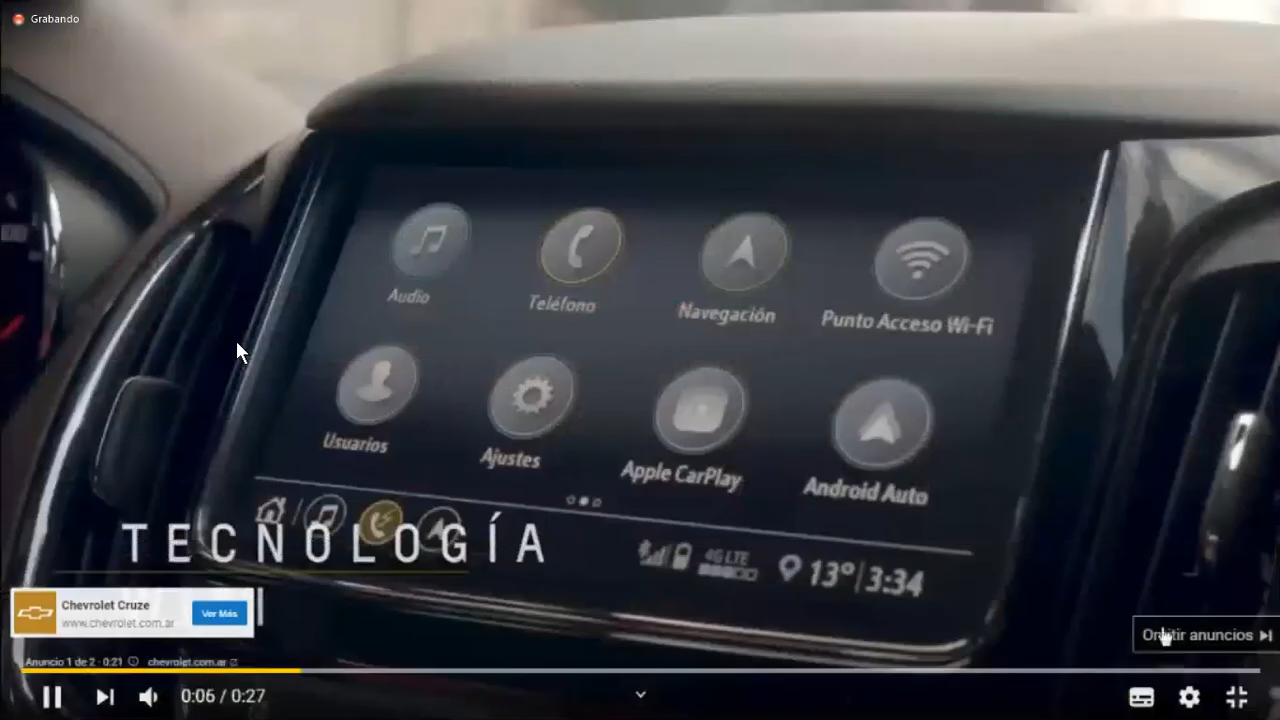 Grabando
Audio
Teléfono
Navegación
Punto Acceso Wi-Fi
Usuarios
Ajustes
Apple CarPlay
Android Auto
4G LTE
13° 3:34
TECNOLOGÍA
Chevrolet Cruze
www.chevrolet.com.ar
Ver Más
Omitir anuncios
Anuncio 1 de 2 · 0:21
chevrolet.com.ar
0:06 / 0:27